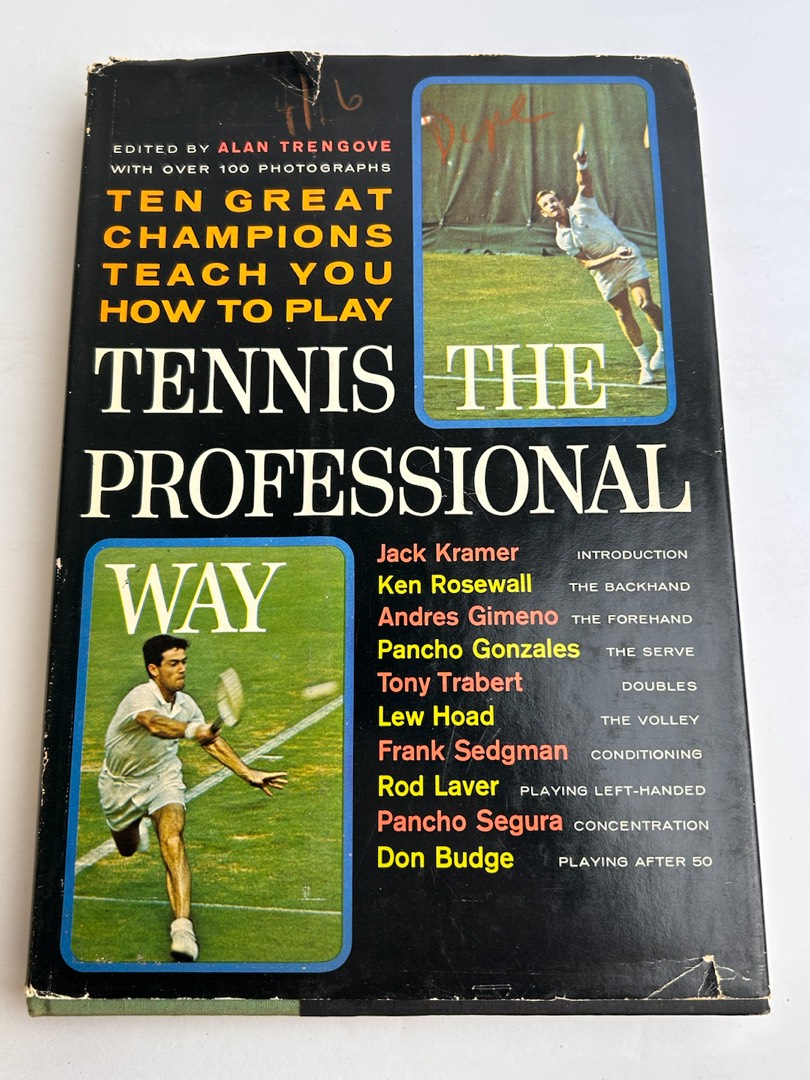 EDITED BY ALAN TRENGOVE
WITH OVER 100 PHOTOGRAPHS
TEN GREAT
CHAMPIONS
TEACH YOU
HOW TO PLAY
TENNIS THE
PROFESSIONAL
WAY
Jack Kramer INTRODUCTION
Ken Rosewall THE BACKHAND
Andres Gimeno THE FOREHAND
Pancho Gonzales THE SERVE
Tony Trabert DOUBLES
Lew Hoad THE VOLLEY
Frank Sedgman CONDITIONING
Rod Laver PLAYING LEFT-HANDED
Pancho Segura CONCENTRATION
Don Budge PLAYING AFTER 50